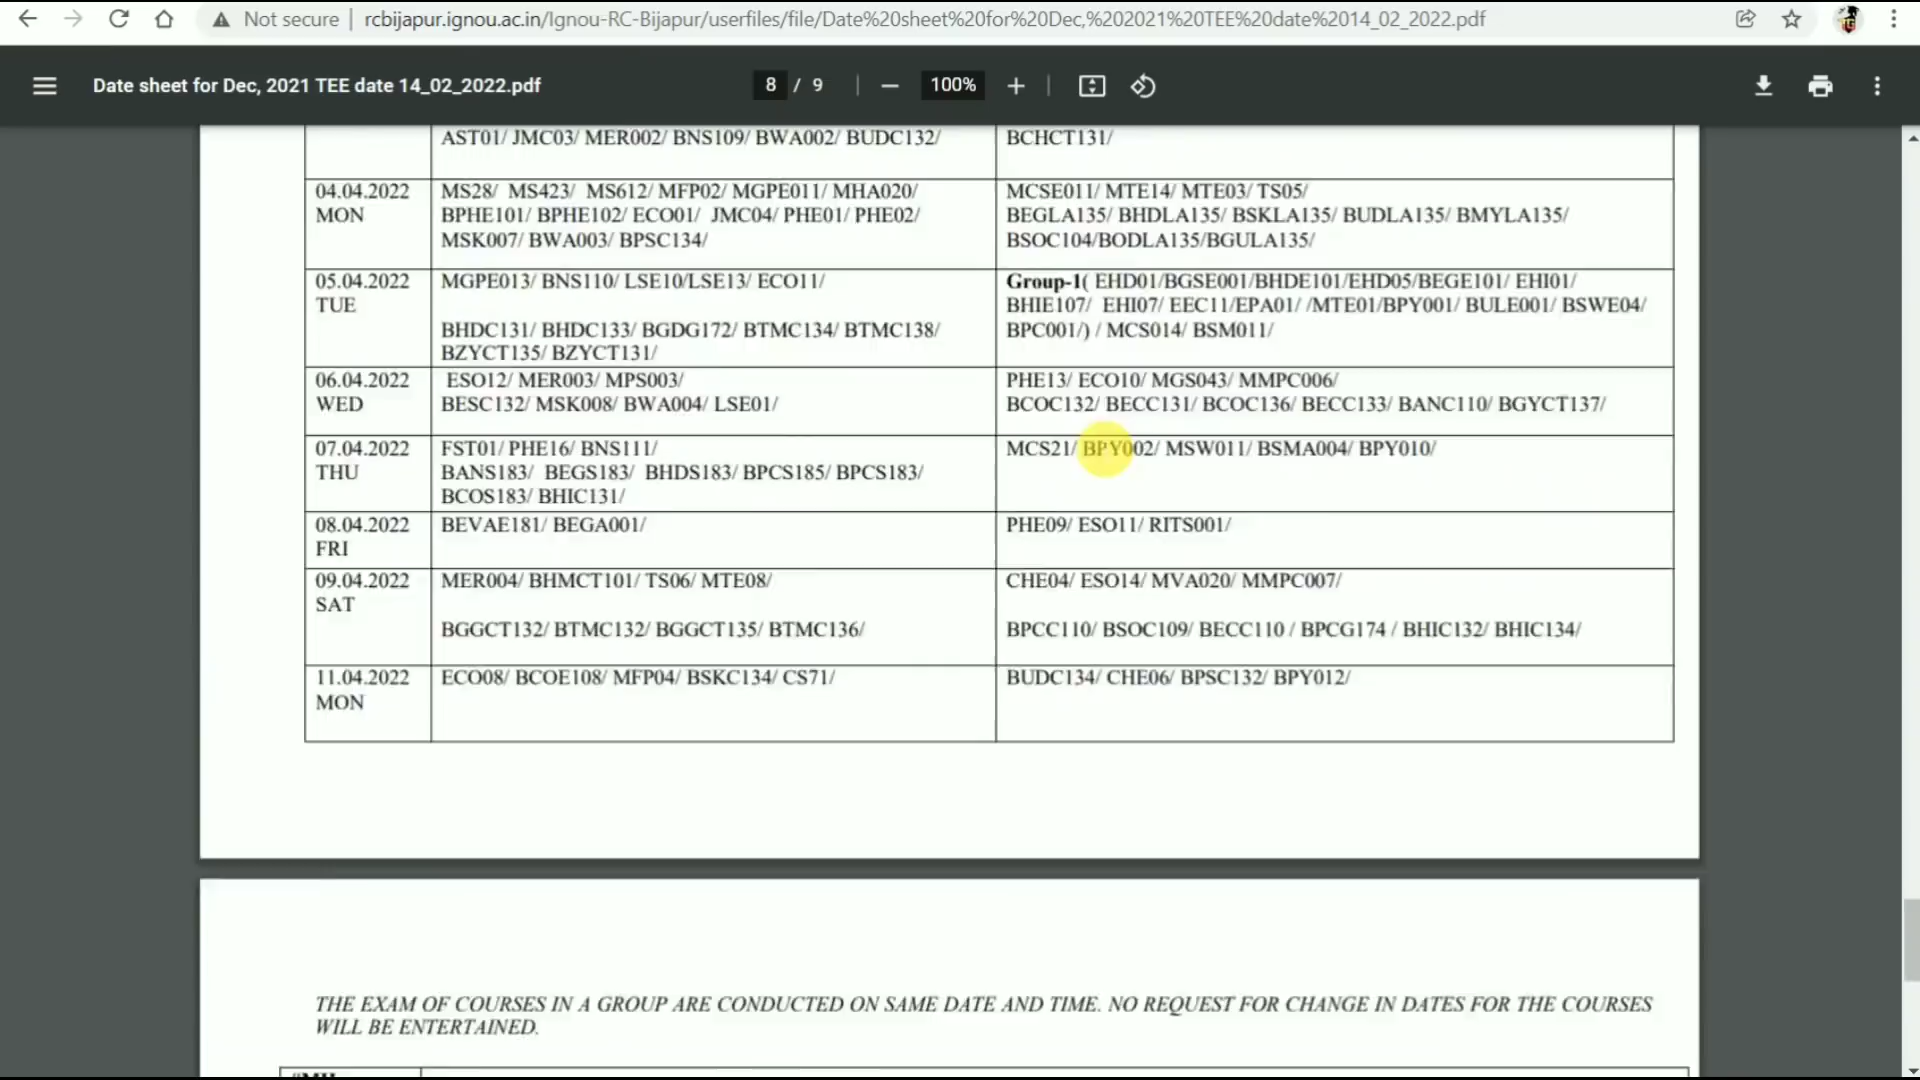 Not secure | rcbijapur.ignou.ac.in/Ignou-RC-Bijapur/userfiles/file/Date%20sheet%20for%20Dec,%202021%20TEE%20date%2014_02_2022.pdf
Date sheet for Dec, 2021 TEE date 14_02_2022.pdf
8 / 9
100%
AST01/ JMC03/ MER002/ BNS109/ BWA002/ BUDC132/
BCHCT131/
04.04.2022
MON
MS28/ MS423/ MS612/ MFP02/ MGPE011/ MHA020/
BPHE101/ BPHE102/ ECO01/ JMC04/ PHE01/ PHE02/
MSK007/ BWA003/ BPSC134/
MCSE011/ MTE14/ MTE03/ TS05/
BEGLA135/ BHDLA135/ BSKLA135/ BUDLA135/ BMYLA135/
BSOC104/BODLA135/BGULA135/
05.04.2022
TUE
MGPE013/ BNS110/ LSE10/LSE13/ ECO11/
BHDC131/ BHDC133/ BGDG172/ BTMC134/ BTMC138/
BZYCT135/ BZYCT131/
Group-1( EHD01/BGSE001/BHDE101/EHD05/BEGE101/ EHI01/
BHIE107/ EHI07/ EEC11/EPA01/ /MTE01/BPY001/ BULE001/ BSWE04/
BPC001/) / MCS014/ BSM011/
06.04.2022
WED
ESO12/ MER003/ MPS003/
BESC132/ MSK008/ BWA004/ LSE01/
PHE13/ ECO10/ MGS043/ MMPC006/
BCOC132/ BECC131/ BCOC136/ BECC133/ BANC110/ BGYCT137/
07.04.2022
THU
FST01/ PHE16/ BNS111/
BANS183/ BEGS183/ BHDS183/ BPCS185/ BPCS183/
BCOS183/ BHIC131/
MCS21/ BPY002/ MSW011/ BSMA004/ BPY010/
08.04.2022
FRI
BEVAE181/ BEGA001/
PHE09/ ESO11/ RITS001/
09.04.2022
SAT
MER004/ BHMCT101/ TS06/ MTE08/
BGGCT132/ BTMC132/ BGGCT135/ BTMC136/
CHE04/ ESO14/ MVA020/ MMPC007/
BPCC110/ BSOC109/ BECC110 / BPCG174 / BHIC132/ BHIC134/
11.04.2022
MON
ECO08/ BCOE108/ MFP04/ BSKC134/ CS71/
BUDC134/ CHE06/ BPSC132/ BPY012/
THE EXAM OF COURSES IN A GROUP ARE CONDUCTED ON SAME DATE AND TIME. NO REQUEST FOR CHANGE IN DATES FOR THE COURSES
WILL BE ENTERTAINED.